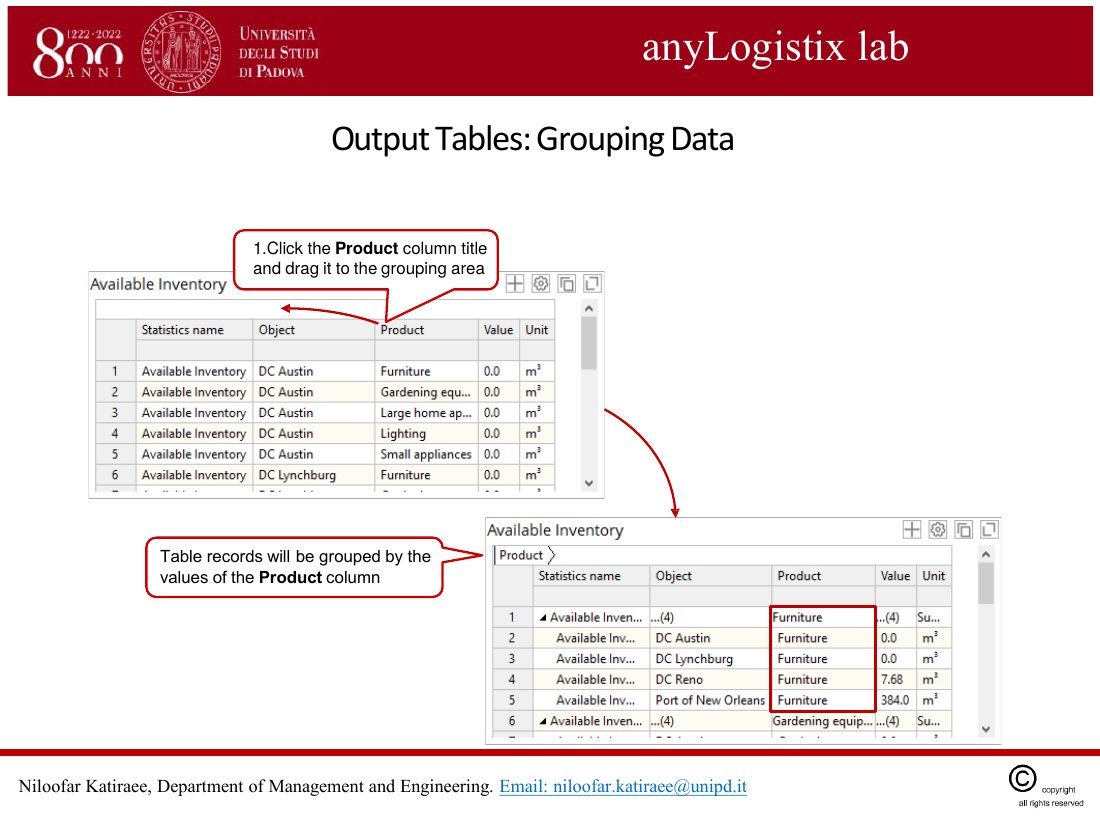 1222·2022
800
ANNI
UNIVERSITÀ
DEGLI STUDI
DI PADOVA
anyLogistix lab
Output Tables: Grouping Data
1.Click the Product column title
and drag it to the grouping area
Available Inventory
Statistics name Object Product Value Unit
1 Available Inventory DC Austin Furniture 0.0 m³
2 Available Inventory DC Austin Gardening equ... 0.0 m³
3 Available Inventory DC Austin Large home ap... 0.0 m³
4 Available Inventory DC Austin Lighting 0.0 m³
5 Available Inventory DC Austin Small appliances 0.0 m³
6 Available Inventory DC Lynchburg Furniture 0.0 m³
Table records will be grouped by the
values of the Product column
Available Inventory
Product
Statistics name Object Product Value Unit
1 Available Inven... ...(4) Furniture ...(4) Su...
2 Available Inv... DC Austin Furniture 0.0 m³
3 Available Inv... DC Lynchburg Furniture 0.0 m³
4 Available Inv... DC Reno Furniture 7.68 m³
5 Available Inv... Port of New Orleans Furniture 384.0 m³
6 Available Inven... ...(4) Gardening equip... ...(4) Su...
Niloofar Katiraee, Department of Management and Engineering. Email: niloofar.katiraee@unipd.it
© copyright
all rights reserved